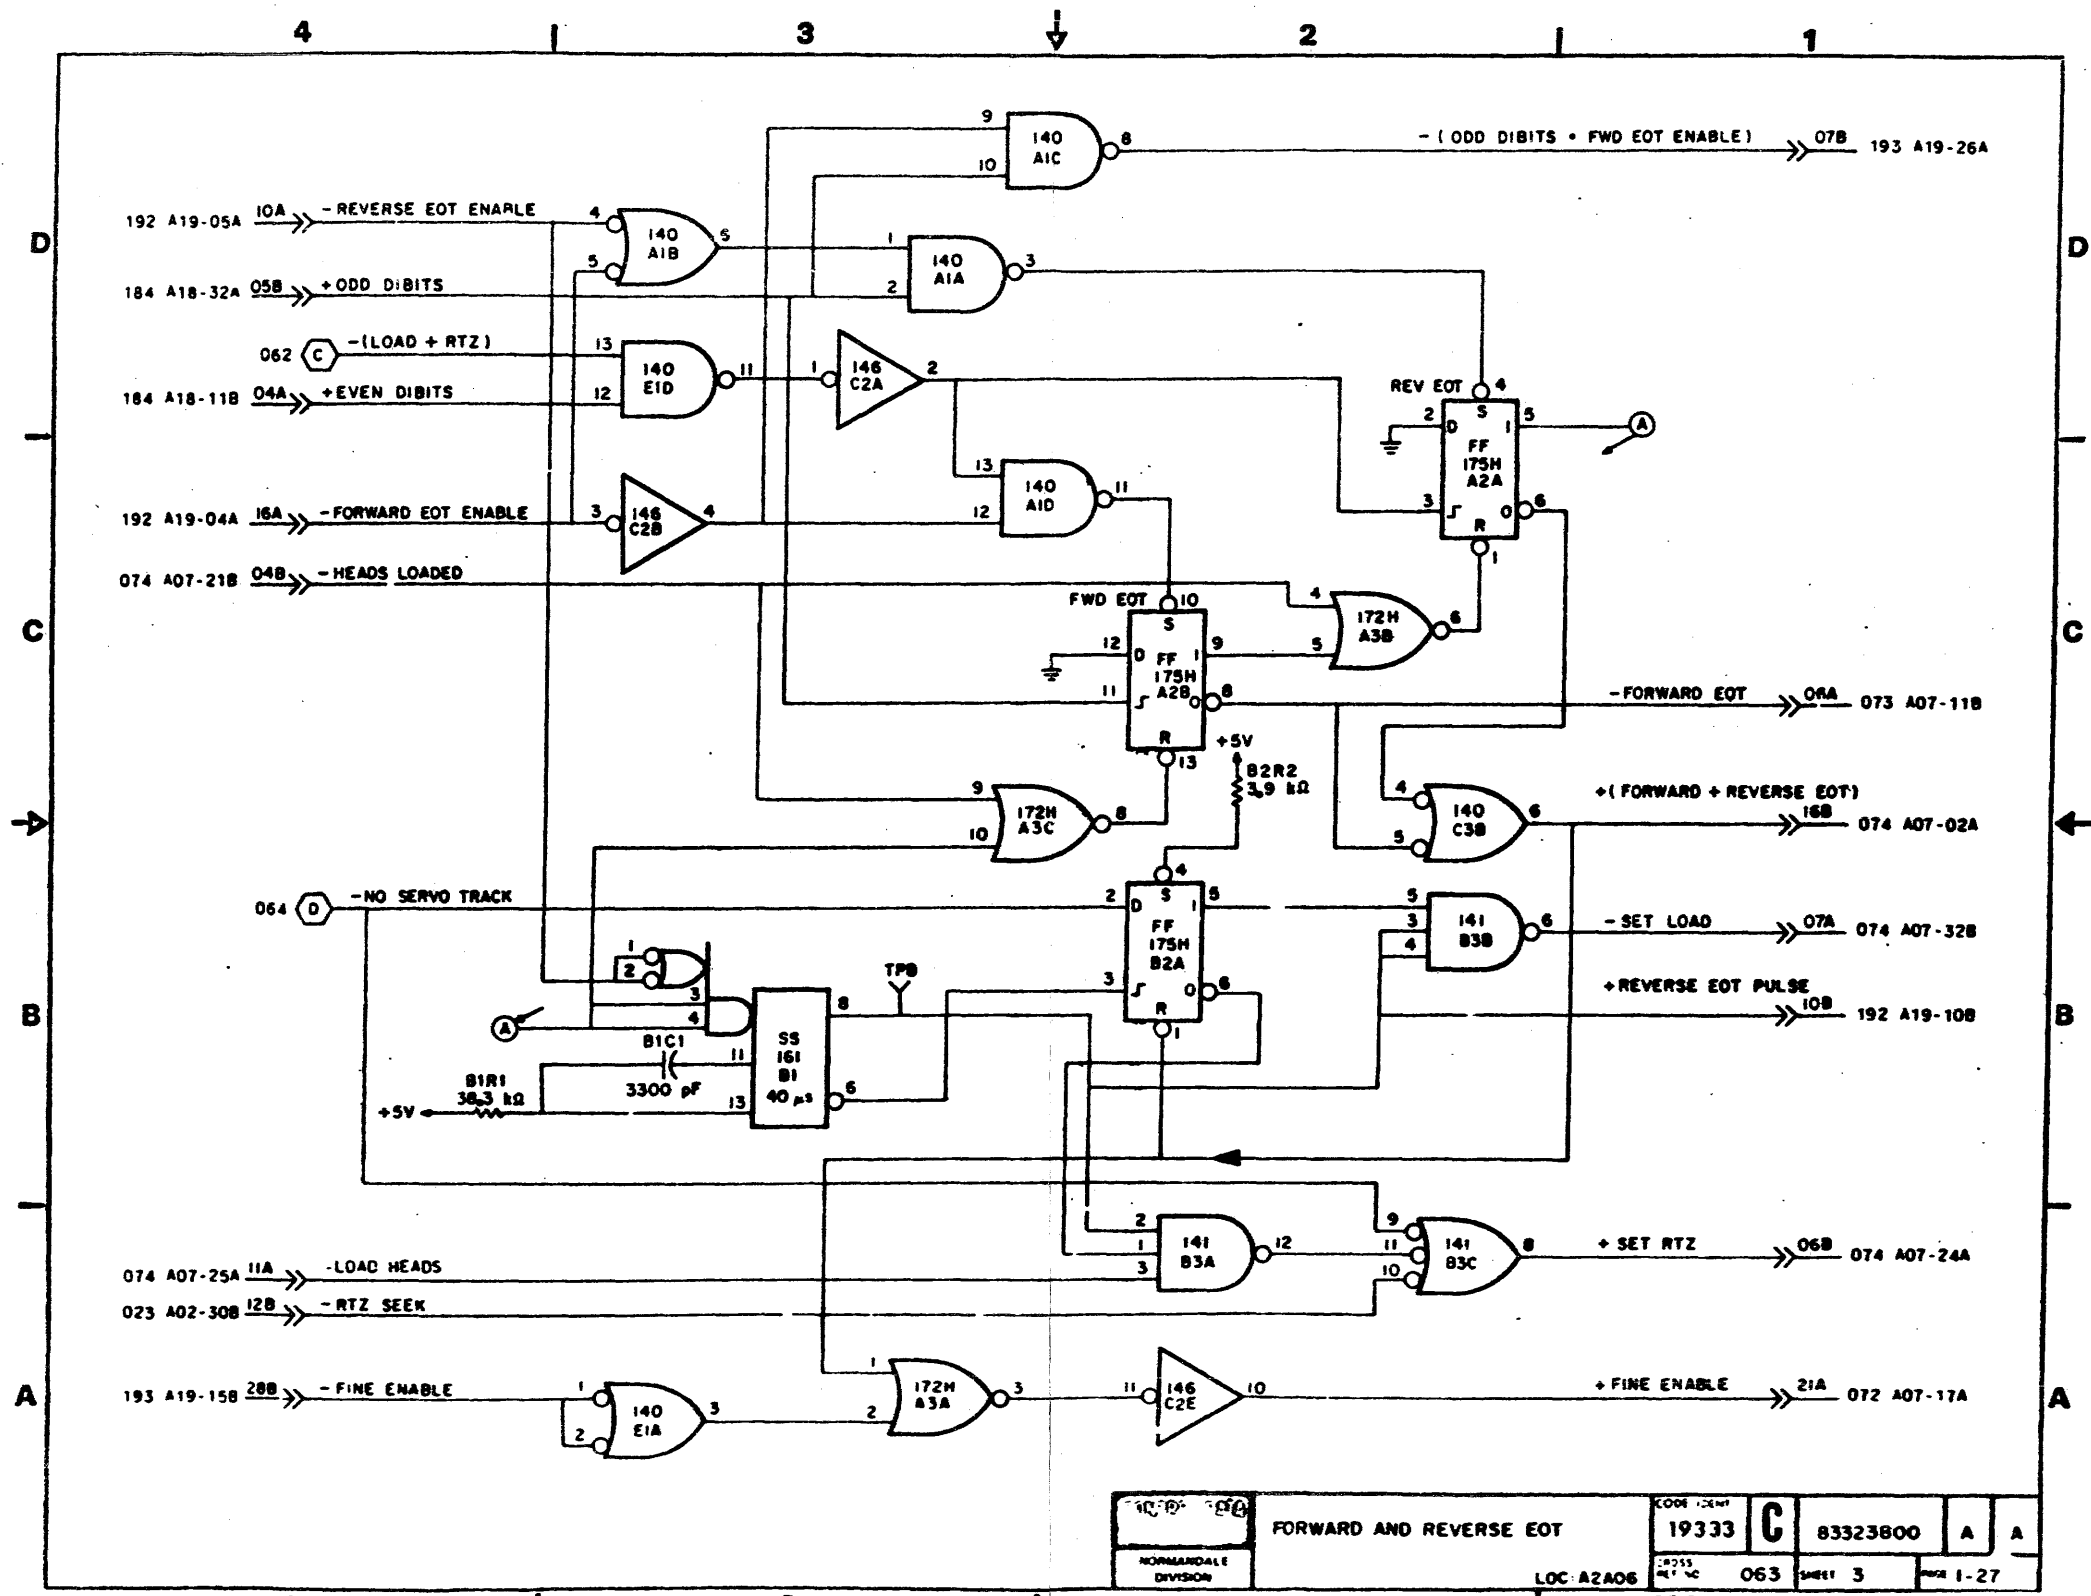 4 3 2 1
9 140 A1C 8 -(ODD DIBITS • FWD EOT ENABLE) 07B 193 A19-26A
10
192 A19-05A 10A -REVERSE EOT ENABLE 4 140 A1B 6 1 140 A1A 3
D D
5 2
184 A18-32A 05B +ODD DIBITS
062 C -(LOAD + RTZ) 13 140 E1D 11 1 146 C2A 2
184 A18-11B 04A +EVEN DIBITS 12
REV EOT 4
2 D S 1 5 A
FF 175H A2A
3 R 0 6
1
13 140 A1D 11
12
192 A19-04A 16A -FORWARD EOT ENABLE 3 146 C2B 4
074 A07-21B 04B -HEADS LOADED
FWD EOT 10
4 172H A3B 6
5
C C
S
12 D FF 1 9
175H
A2B
11 0 8 -FORWARD EOT 06A 073 A07-11B
R
13
+5V
B2R2
3.9 kΩ
9 172H A3C 8
10
4 140 C3B 6 +(FORWARD + REVERSE EOT) 16B 074 A07-02A
5
064 D -NO SERVO TRACK
4
2 D S 1 5
FF
175H
B2A
3 0 6
R
1
5 141 B3B 6 -SET LOAD 07A 074 A07-32B
3
4
+REVERSE EOT PULSE 10B 192 A19-10B
B B
1
2
3
4
A
TPB
8
SS
161
B1
40 μs
B1C1
3300 pF
11
B1R1
38.3 kΩ
+5V
13
6
2 141 B3A 12
1
3
9 141 B3C 8 + SET RTZ 06B 074 A07-24A
11
10
074 A07-25A 11A -LOAD HEADS
023 A02-30B 12B -RTZ SEEK
A A
193 A19-15B 28B -FINE ENABLE 1 140 E1A 3
2
1 172H A3A 3
2
11 146 C2E 10 +FINE ENABLE 21A 072 A07-17A
NORMANDALE
DIVISION
FORWARD AND REVERSE EOT
LOC: A2A06
CODE IDENT
19333
C
83323800
A
A
CROSS
REF NO 063
SHEET 3
PAGE 1-27